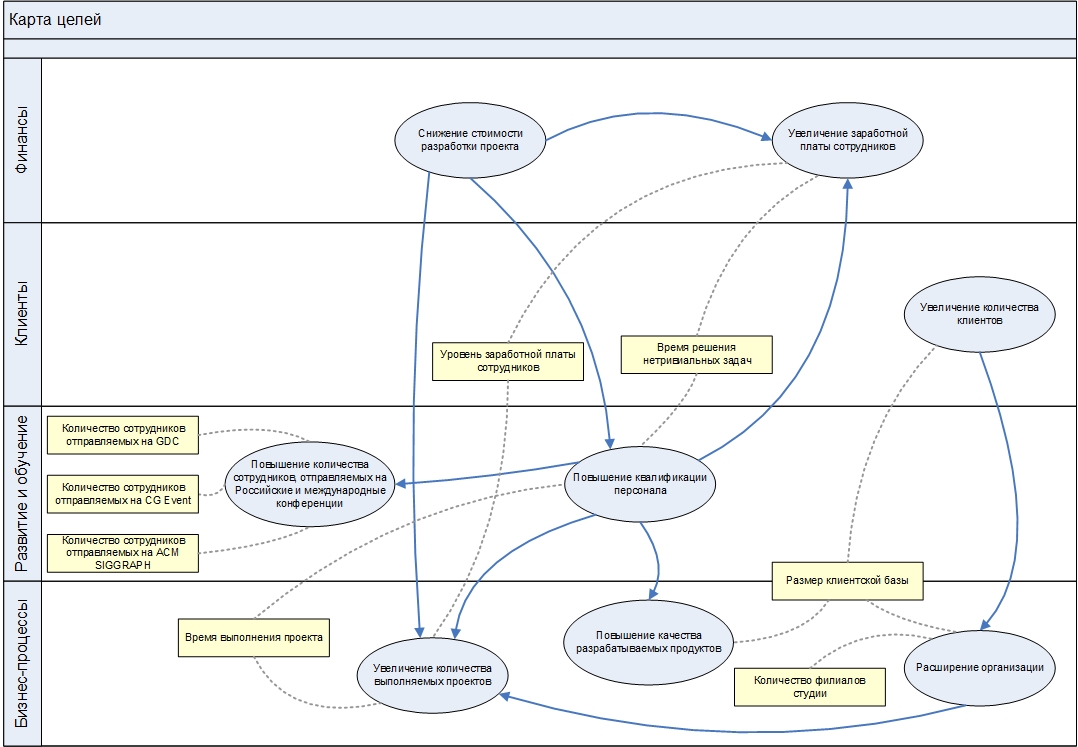 Карта целей
Финансы
Снижение стоимости
разработки проекта
Увеличение заработной
платы сотрудников
Клиенты
Увеличение количества
клиентов
Уровень заработной платы
сотрудников
Время решения
нетривиальных задач
Развитие и обучение
Количество сотрудников
отправляемых на GDC
Количество сотрудников
отправляемых на CG Event
Количество сотрудников
отправляемых на ACM
SIGGRAPH
Повышение количества
сотрудников, отправляемых на
Российские и международные
конференции
Повышение квалификации
персонала
Размер клиентской базы
Бизнес-процессы
Время выполнения проекта
Увеличение количества
выполняемых проектов
Повышение качества
разрабатываемых продуктов
Количество филиалов
студии
Расширение организации